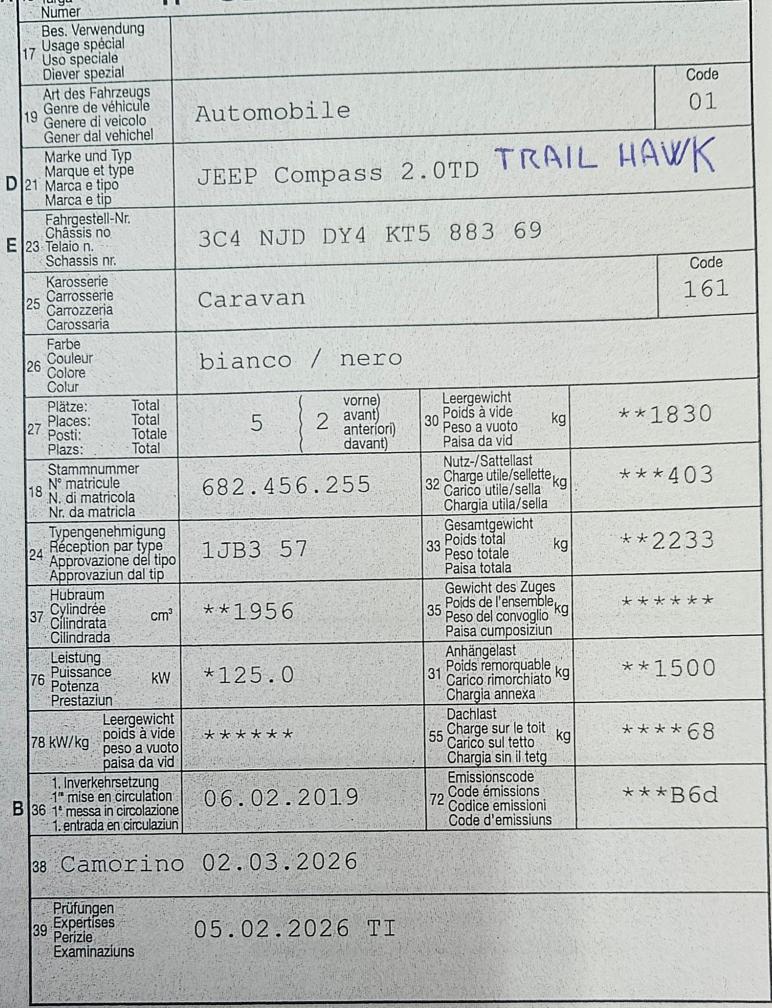 Numer
17 Bes. Verwendung
Usage spécial
Uso speciale
Diever spezial
19 Art des Fahrzeugs
Genre de véhicule
Genere di veicolo
Gener dal vehichel
Automobile
Code
01
D 21 Marke und Typ
Marque et type
Marca e tipo
Marca e tip
JEEP Compass 2.0TD TRAIL HAWK
E 23 Fahrgestell-Nr.
Châssis no
Telaio n.
Schassis nr.
3C4 NJD DY4 KT5 883 69
25 Karosserie
Carrosserie
Carrozzeria
Carossaria
Caravan
Code
161
26 Farbe
Couleur
Colore
Colur
bianco / nero
27 Plätze: Total
Places: Total
Posti: Totale
Plazs: Total
5 ( 2 vorne)
avant)
anteriori)
davant)
30 Leergewicht
Poids à vide kg
Peso a vuoto
Paisa da vid
**1830
18 Stammnummer
N° matricule
N. di matricola
Nr. da matricla
682.456.255
32 Nutz-/Sattellast
Charge utile/sellette kg
Carico utile/sella
Chargia utila/sella
***403
24 Typengenehmigung
Réception par type
Approvazione del tipo
Approvaziun dal tip
1JB3 57
33 Gesamtgewicht
Poids total kg
Peso totale
Paisa totala
**2233
37 Hubraum
Cylindrée cm³
Cilindrata
Cilindrada
**1956
35 Gewicht des Zuges
Poids de l'ensemble kg
Peso del convoglio
Paisa cumposiziun
******
76 Leistung
Puissance kW
Potenza
Prestaziun
*125.0
31 Anhängelast
Poids remorquable kg
Carico rimorchiato
Chargia annexa
**1500
78 kW/kg Leergewicht
poids à vide
peso a vuoto
paisa da vid
******
55 Dachlast
Charge sur le toit kg
Carico sul tetto
Chargia sin il tetg
****68
B 36 1. Inverkehrsetzung
1re mise en circulation
1a messa in circolazione
1. entrada en circulaziun
06.02.2019
72 Emissionscode
Code émissions
Codice emissioni
Code d'emissiuns
***B6d
38 Camorino 02.03.2026
39 Prüfungen
Expertises
Perizie
Examinaziuns
05.02.2026 TI